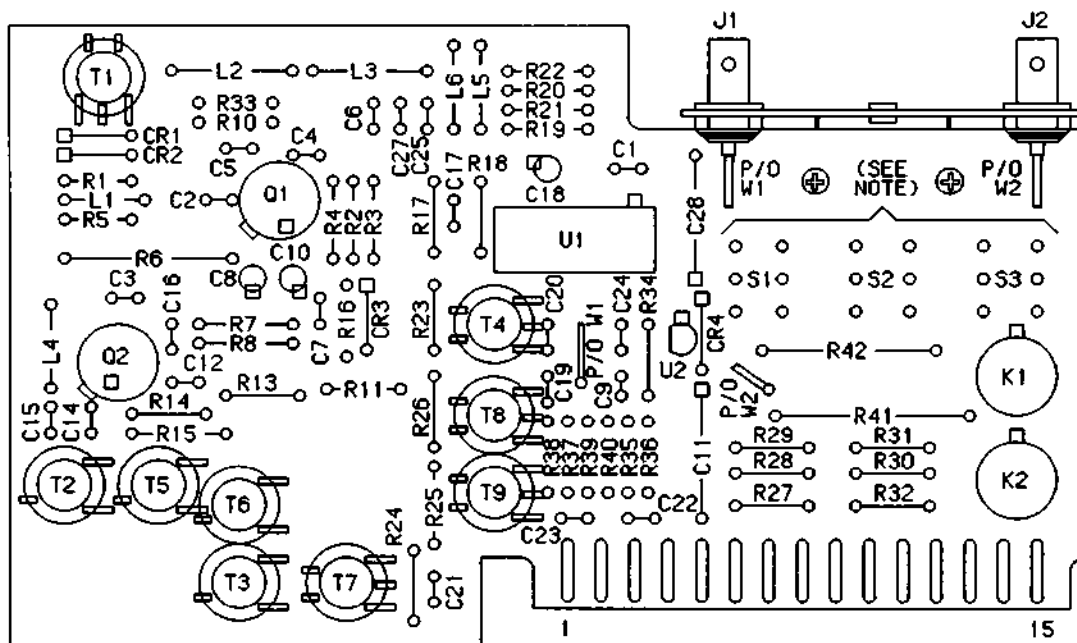 J1 J2
T1
L2 L3
L6 L5
R22
R20
R21
R19
R33
R10
C6
C27
C25
CR1
CR2
C5
C4
C17
R18
C18
C1
P/O W1
(SEE NOTE)
P/O W2
R1
L1
R5
C2
Q1
R4
R2
R3
R17
U1
C28
R6
C8
C10
S1 S2 S3
C3
C16
R7
R8
C7
R16
CR3
R23
T4
C20
P/O W1
C24
R34
U2
CR4
R42
L4
Q2
C12
R13
R11
C19
C9
P/O W2
K1
C15
C14
R14
R15
R26
T8
R38
R37
R39
R40
R35
R36
C11
R41
R29 R31
R28 R30
R27 R32
K2
T2
T5
T6
T9
R25
R24
C23
C22
T3
T7
C21
1 15